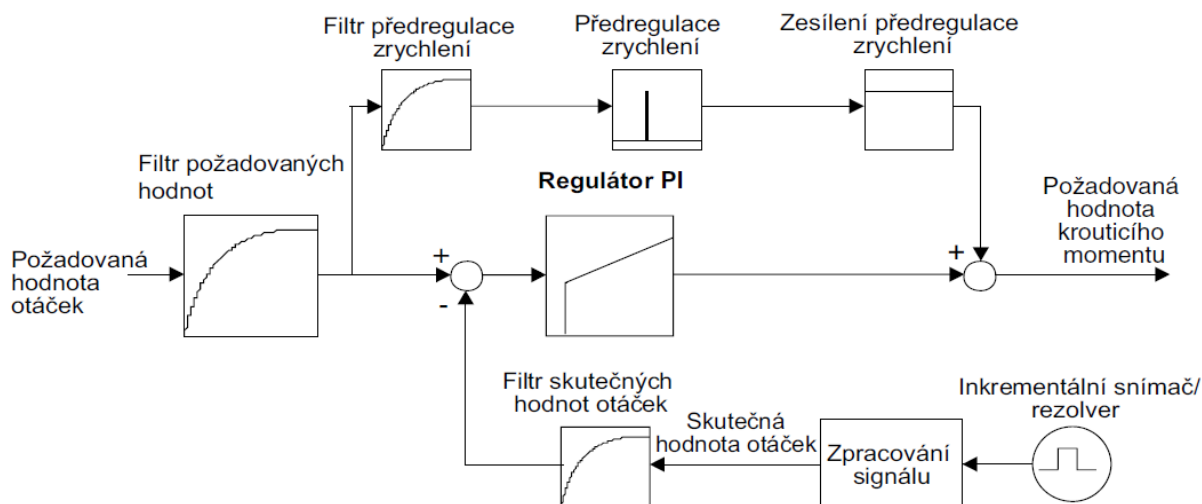 Filtr předregulace
zrychlení
Předregulace
zrychlení
Zesílení předregulace
zrychlení
Filtr požadovaných
hodnot
Regulátor PI
Požadovaná
hodnota
krouticího
momentu
Požadovaná
hodnota
otáček
+
-
+
Filtr skutečných
hodnot otáček
Skutečná
hodnota otáček
Zpracování
signálu
Inkrementální snímač/
rezolver